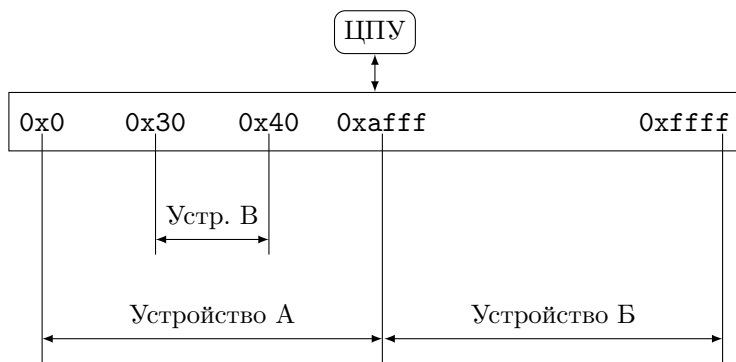 ЦПУ
0x0 0x30 0x40 0xafff 0xffff
Устр. В
Устройство А Устройство Б